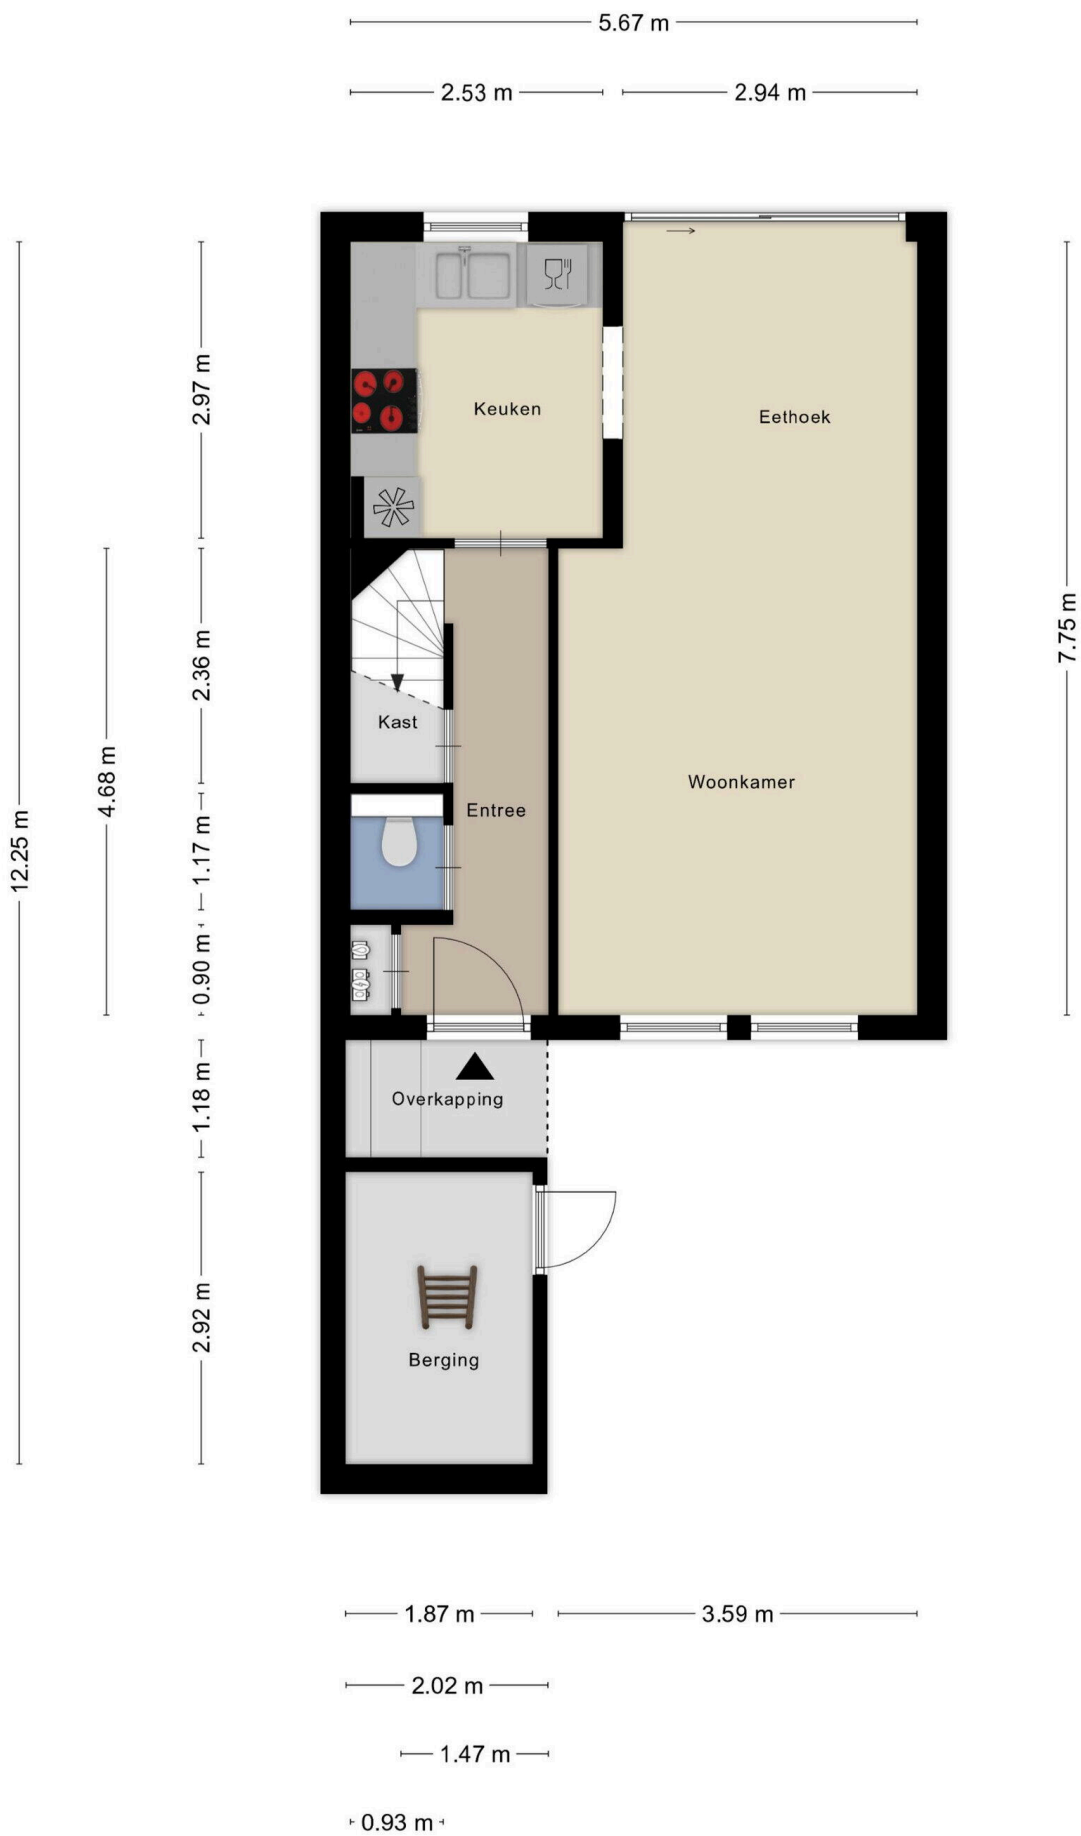 5.67 m
2.53 m
2.94 m
Keuken
Eethoek
2.97 m
7.75 m
2.36 m
Kast
Woonkamer
4.68 m
Entree
12.25 m
1.17 m
0.90 m
1.18 m
Overkapping
2.92 m
Berging
1.87 m
3.59 m
2.02 m
1.47 m
0.93 m